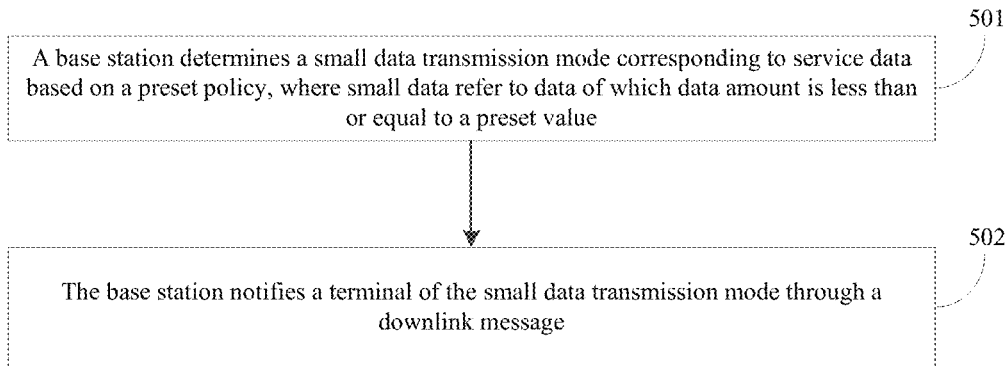 501
A base station determines a small data transmission mode corresponding to service data
based on a preset policy, where small data refer to data of which data amount is less than
or equal to a preset value
502
The base station notifies a terminal of the small data transmission mode through a
downlink message